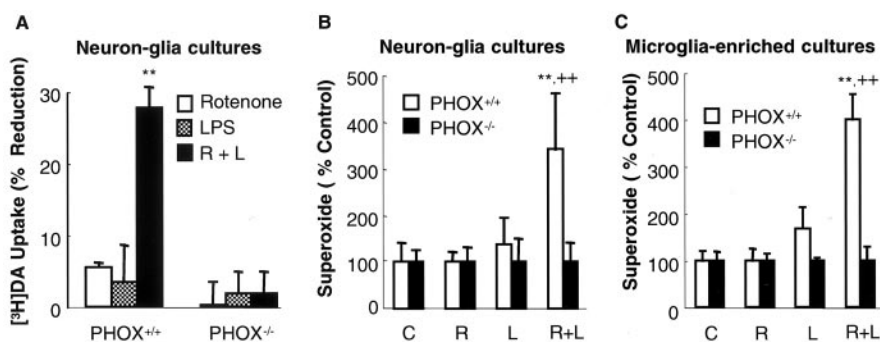 A
Neuron-glia cultures
[³H]DA Uptake (% Reduction)
30
20
10
0
**
Rotenone
LPS
R + L
PHOX+/+
PHOX-/-
B
Neuron-glia cultures
Superoxide ( % Control)
500
400
300
200
100
0
**,++
PHOX+/+
PHOX-/-
C
R
L
R+L
C
Microglia-enriched cultures
Superoxide ( % Control)
500
400
300
200
100
0
**,++
PHOX+/+
PHOX-/-
C
R
L
R+L